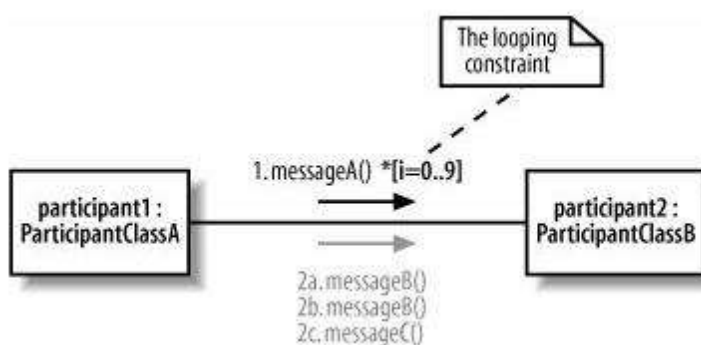 The looping
constraint
1.messageA() *[i=0..9]
participant1 :
ParticipantClassA
participant2 :
ParticipantClassB
2a.messageB()
2b.messageB()
2c.messageC()